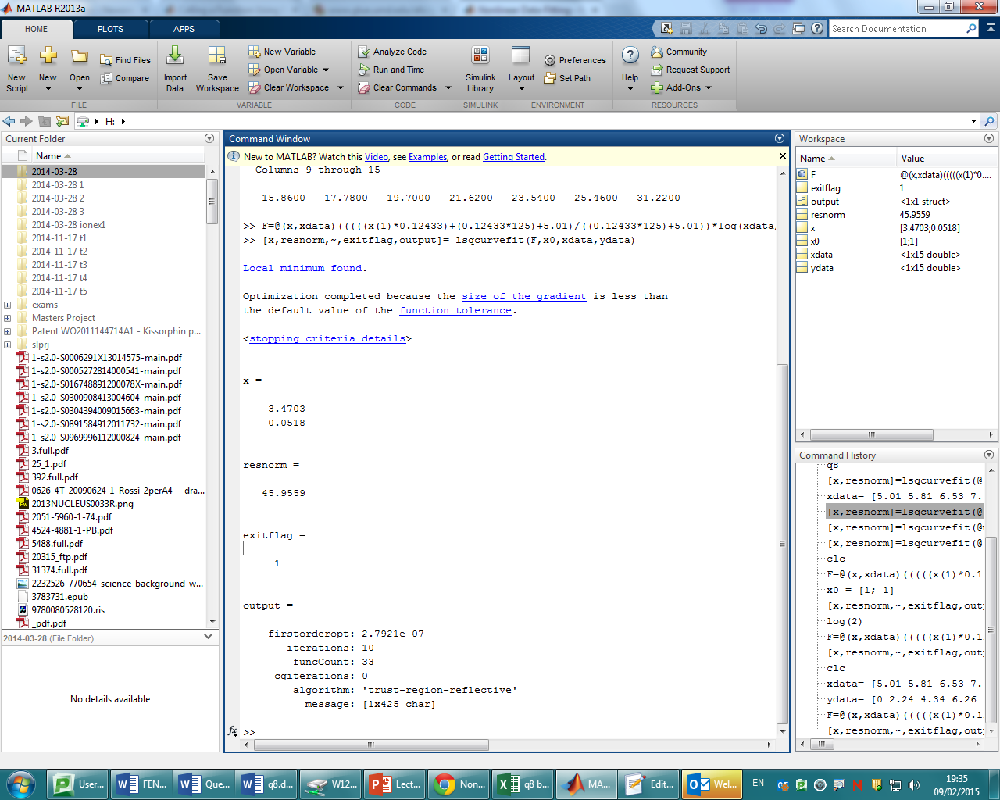 MATLAB R2013a
HOME PLOTS APPS
Search Documentation
New Script
New
Open
Find Files
Compare
Import Data
Save Workspace
New Variable
Open Variable
Clear Workspace
Analyze Code
Run and Time
Clear Commands
Simulink Library
Layout
Preferences
Set Path
Help
Community
Request Support
Add-Ons
FILE VARIABLE CODE SIMULINK ENVIRONMENT RESOURCES
H:
Current Folder
Name
2014-03-28
2014-03-28 1
2014-03-28 2
2014-03-28 3
2014-03-28 ionex1
2014-11-17 t1
2014-11-17 t2
2014-11-17 t3
2014-11-17 t4
2014-11-17 t5
exams
Masters Project
Patent WO2011144714A1 - Kissorphin p...
slprj
1-s2.0-S0006291X13014575-main.pdf
1-s2.0-S0005272814000541-main.pdf
1-s2.0-S016748891200078X-main.pdf
1-s2.0-S0300908413004604-main.pdf
1-s2.0-S0304394009015663-main.pdf
1-s2.0-S0891584912011732-main.pdf
1-s2.0-S0969996112000824-main.pdf
3.full.pdf
25_1.pdf
392.full.pdf
0626-4T_20090624-1_Rossi_2perA4_-_dra...
2013NUCLEUS0033R.png
2051-5960-1-74.pdf
4524-4881-1-PB.pdf
5488.full.pdf
20315_ftp.pdf
31374.full.pdf
2232526-770654-science-background-w...
3783731.epub
9780080528120.ris
_pdf.pdf
2014-03-28 (File Folder)
No details available
Command Window
New to MATLAB? Watch this Video, see Examples, or read Getting Started.
Columns 9 through 15
15.8600 17.7800 19.7000 21.6200 23.5400 25.4600 31.2200
>> F=@(x,xdata)(((((x(1)*0.12433)+(0.12433*125)+5.01)/((0.12433*125)+5.01))*log(xdata.
>> [x,resnorm,~,exitflag,output]= lsqcurvefit(F,x0,xdata,ydata)
Local minimum found.
Optimization completed because the size of the gradient is less than
the default value of the function tolerance.
<stopping criteria details>
x =
3.4703
0.0518
resnorm =
45.9559
exitflag =
1
output =
firstorderopt: 2.7921e-07
iterations: 10
funcCount: 33
cgiterations: 0
algorithm: 'trust-region-reflective'
message: [1x425 char]
fx >>
Workspace
Name Value
F @(x,xdata)(((((x(1)*0....
exitflag 1
output <1x1 struct>
resnorm 45.9559
x [3.4703;0.0518]
x0 [1;1]
xdata <1x15 double>
ydata <1x15 double>
Command History
q8
[x,resnorm]=lsqcurvefit(@
xdata= [5.01 5.81 6.53 7.
[x,resnorm]=lsqcurvefit(@
[x,resnorm]=lsqcurvefit(@
[x,resnorm]=lsqcurvefit(@
clc
F=@(x,xdata)(((((x(1)*0.1
x0 = [1; 1]
[x,resnorm,~,exitflag,out
log(2)
F=@(x,xdata)(((((x(1)*0.1
[x,resnorm,~,exitflag,out
clc
xdata= [5.01 5.81 6.53 7.
ydata= [0 2.24 4.34 6.26
F=@(x,xdata)(((((x(1)*0.1
[x,resnorm,~,exitflag,out
User... FEN... Que... q8.d... W12... Lect... Non... q8 b... MA... Edit... Wel... EN
19:35
09/02/2015